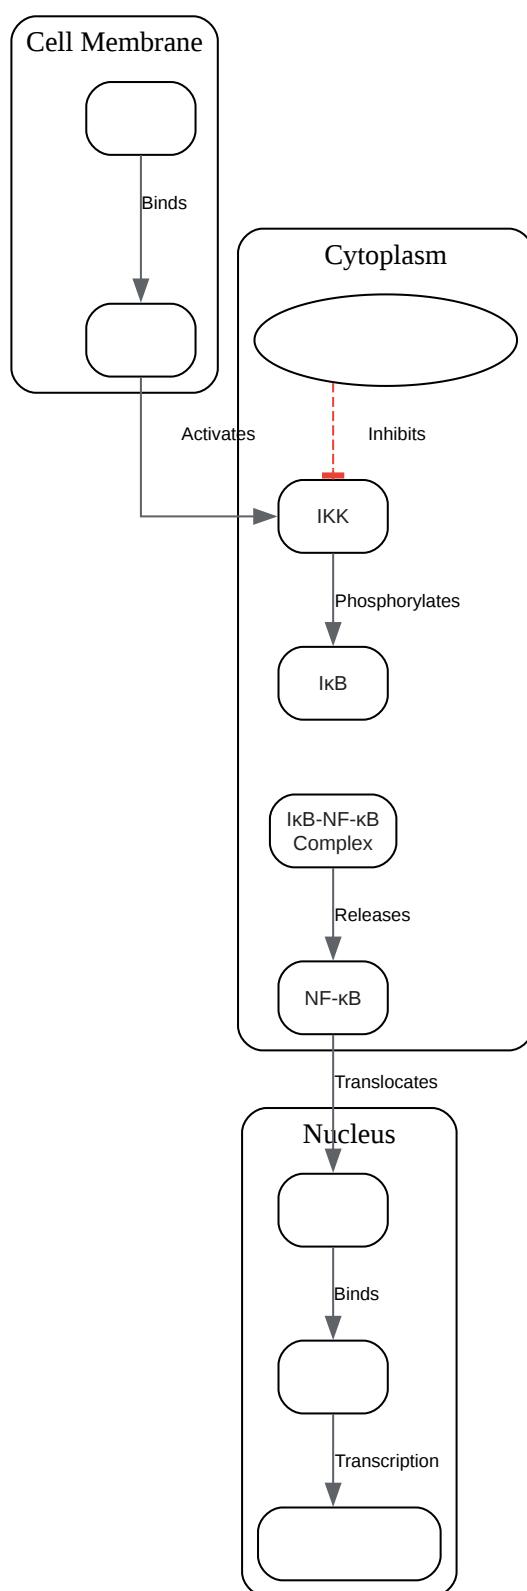 Cell Membrane
Binds
Cytoplasm
Activates
Inhibits
IKK
Phosphorylates
IκB
IκB-NF-κB
Complex
Releases
NF-κB
Translocates
Nucleus
Binds
Transcription